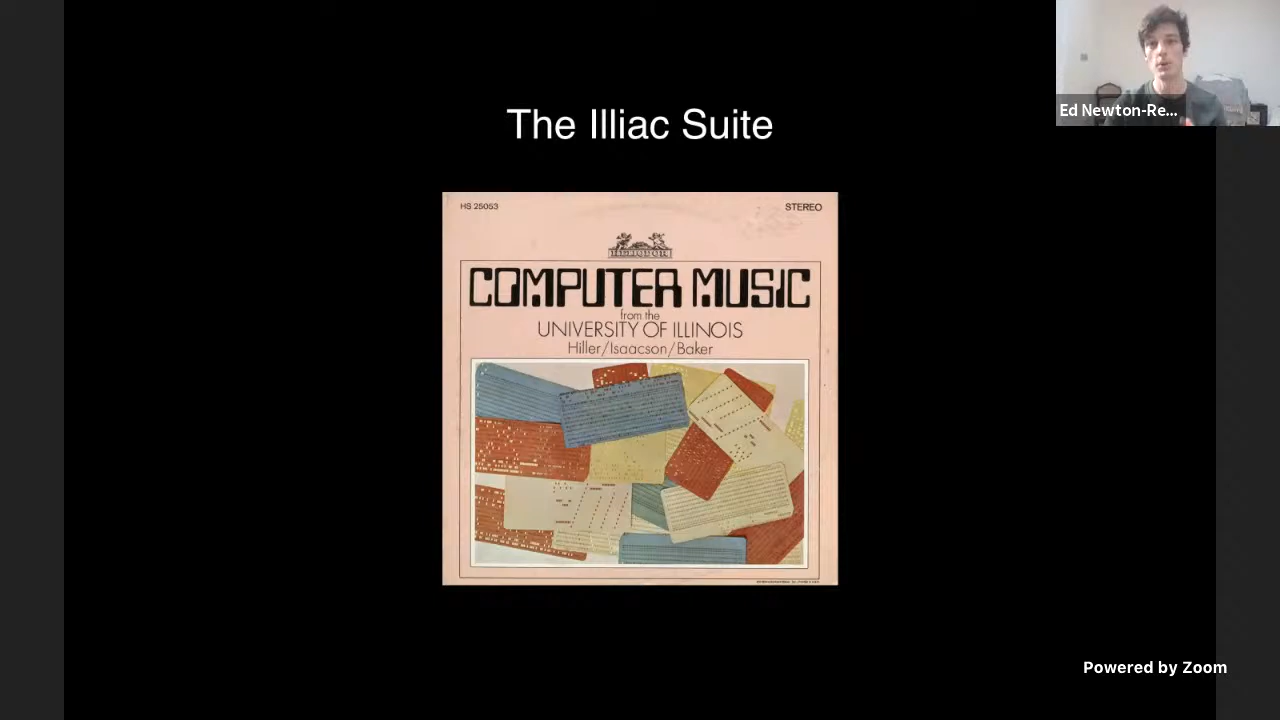 The Illiac Suite
Ed Newton-Re...
HS 25053
STEREO
HELIODOR
COMPUTER MUSIC
from the
UNIVERSITY OF ILLINOIS
Hiller/Isaacson/Baker
Powered by Zoom